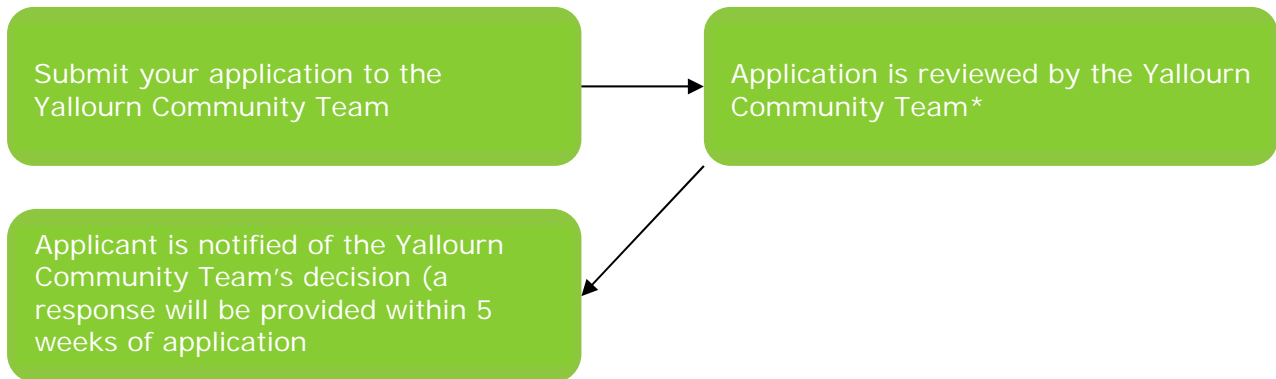 Submit your application to the
Yallourn Community Team
Application is reviewed by the Yallourn
Community Team*
Applicant is notified of the Yallourn
Community Team's decision (a
response will be provided within 5
weeks of application